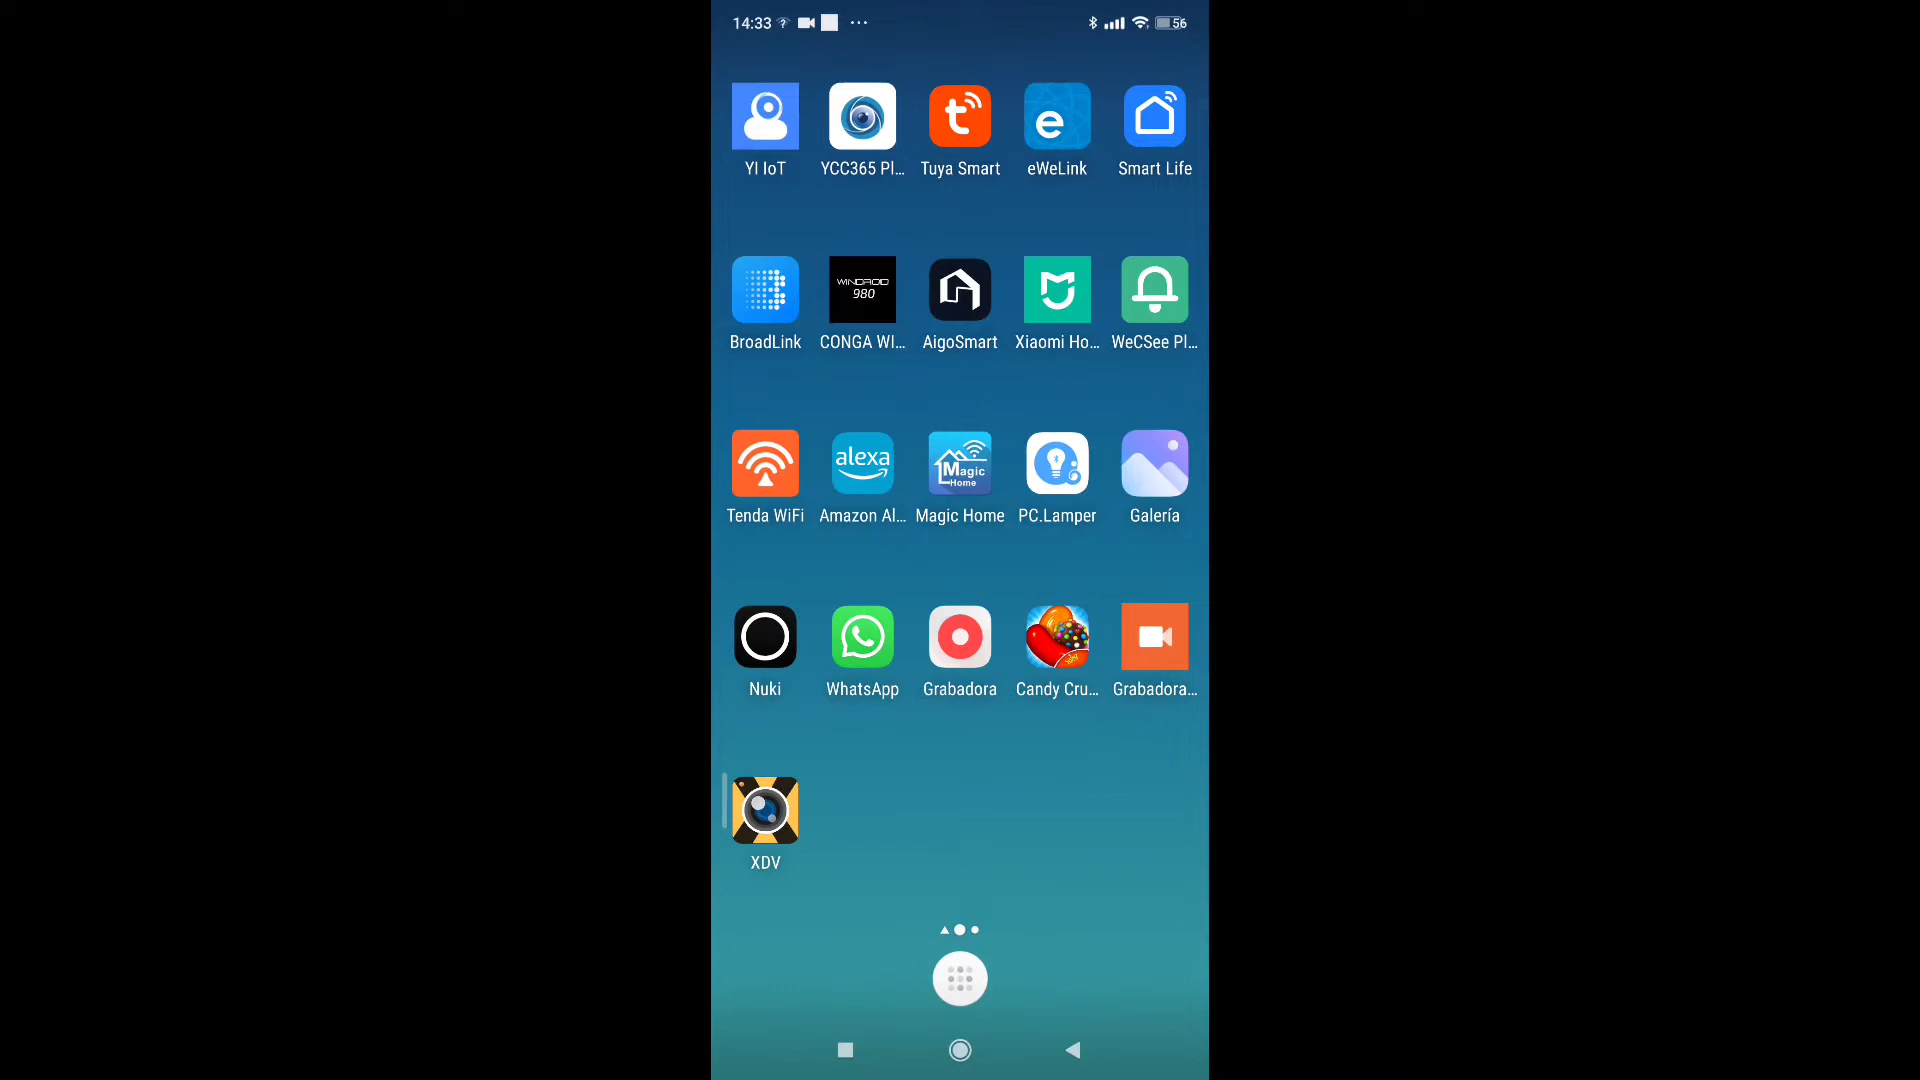 14:33 56
YI IoT YCC365 Pl... Tuya Smart eWeLink Smart Life
WINDROID
980
BroadLink CONGA WI... AigoSmart Xiaomi Ho... WeCSee Pl...
alexa
Magic
Home
Tenda WiFi Amazon Al... Magic Home PC.Lamper Galería
Nuki WhatsApp Grabadora Candy Cru... Grabadora...
XDV